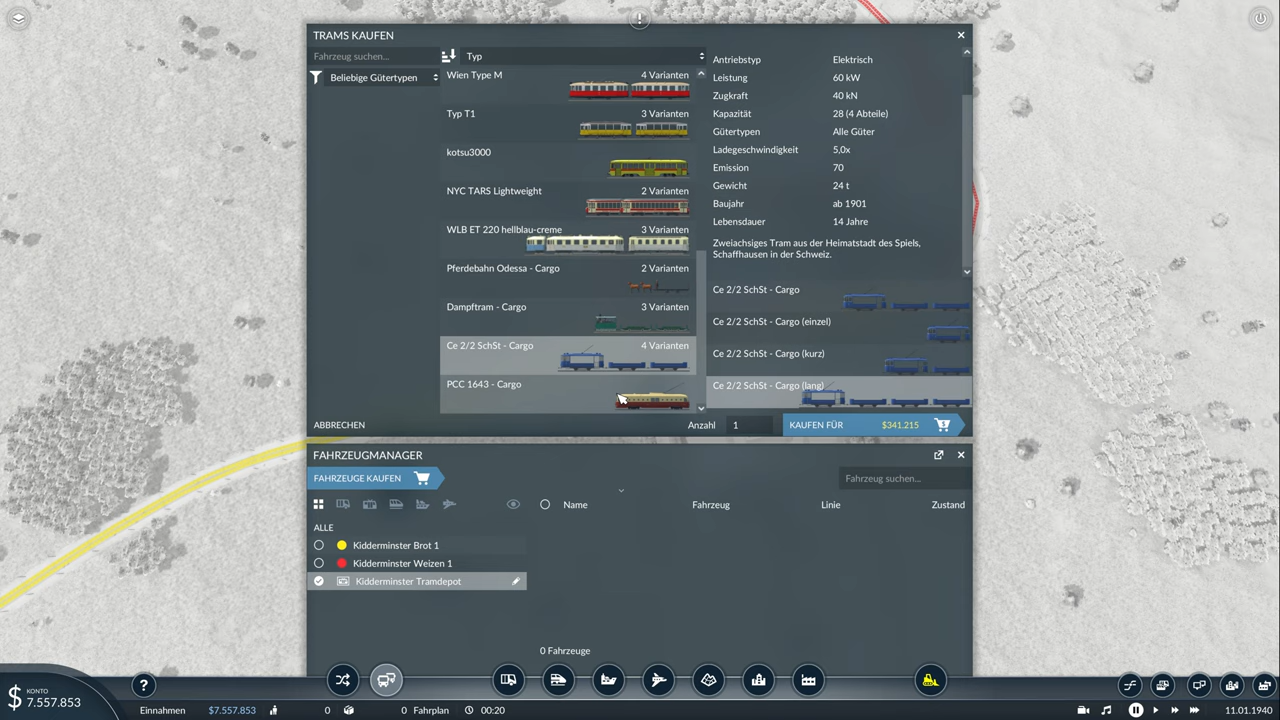 TRAMS KAUFEN
Fahrzeug suchen...
Typ
Beliebige Gütertypen
Wien Type M
4 Varianten
Typ T1
3 Varianten
kotsu3000
NYC TARS Lightweight
2 Varianten
WLB ET 220 hellblau-creme
3 Varianten
Pferdebahn Odessa - Cargo
2 Varianten
Dampftram - Cargo
3 Varianten
Ce 2/2 SchSt - Cargo
4 Varianten
PCC 1643 - Cargo
Antriebstyp Elektrisch
Leistung 60 kW
Zugkraft 40 kN
Kapazität 28 (4 Abteile)
Gütertypen Alle Güter
Ladegeschwindigkeit 5,0x
Emission 70
Gewicht 24 t
Baujahr ab 1901
Lebensdauer 14 Jahre
Zweiachsiges Tram aus der Heimatstadt des Spiels,
Schaffhausen in der Schweiz.
Ce 2/2 SchSt - Cargo
Ce 2/2 SchSt - Cargo (einzel)
Ce 2/2 SchSt - Cargo (kurz)
Ce 2/2 SchSt - Cargo (lang)
ABBRECHEN
Anzahl 1
KAUFEN FÜR $341.215
FAHRZEUGMANAGER
FAHRZEUGE KAUFEN
Fahrzeug suchen...
Name Fahrzeug Linie Zustand
ALLE
Kidderminster Brot 1
Kidderminster Weizen 1
Kidderminster Tramdepot
0 Fahrzeuge
$ KONTO
7.557.853
?
Einnahmen $7.557.853 0 0 Fahrplan 00:20
11.01.1940